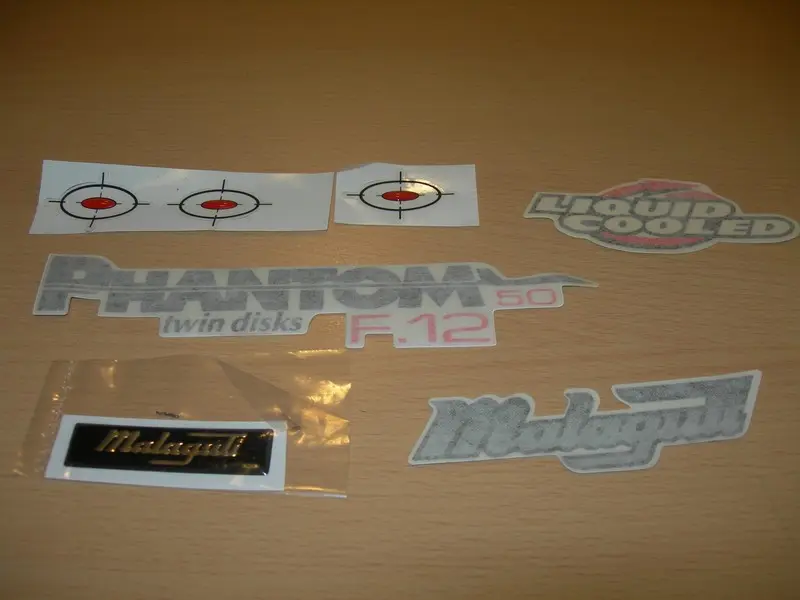 LIQUID
COOLED
PHANTOM 50
twin disks F.12
Malaguti
Malaguti